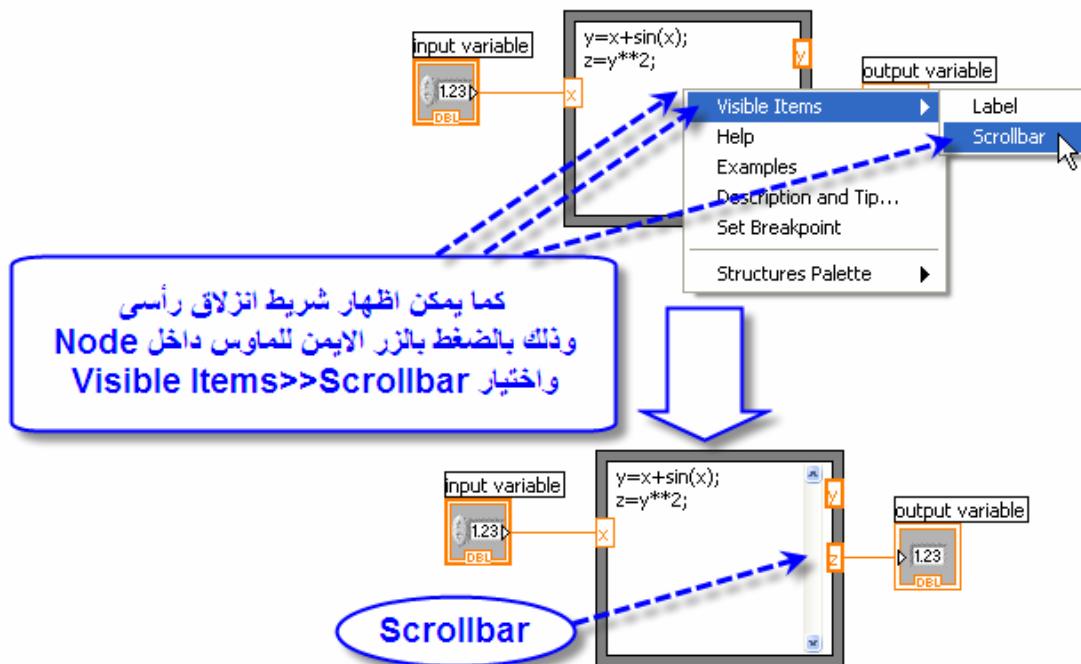 input variable
1.23
DBL
x
y=x+sin(x);
z=y**2;
y
output variable
Visible Items
Help
Examples
Description and Tip...
Set Breakpoint
Structures Palette
Label
Scrollbar
كما يمكن اظهار شريط انزلاق رأسى
وذلك بالضغط بالزر الايمن للماوس داخل Node
واختيار Visible Items>>Scrollbar
input variable
1.23
DBL
x
y=x+sin(x);
z=y**2;
y
z
output variable
1.23
DBL
Scrollbar